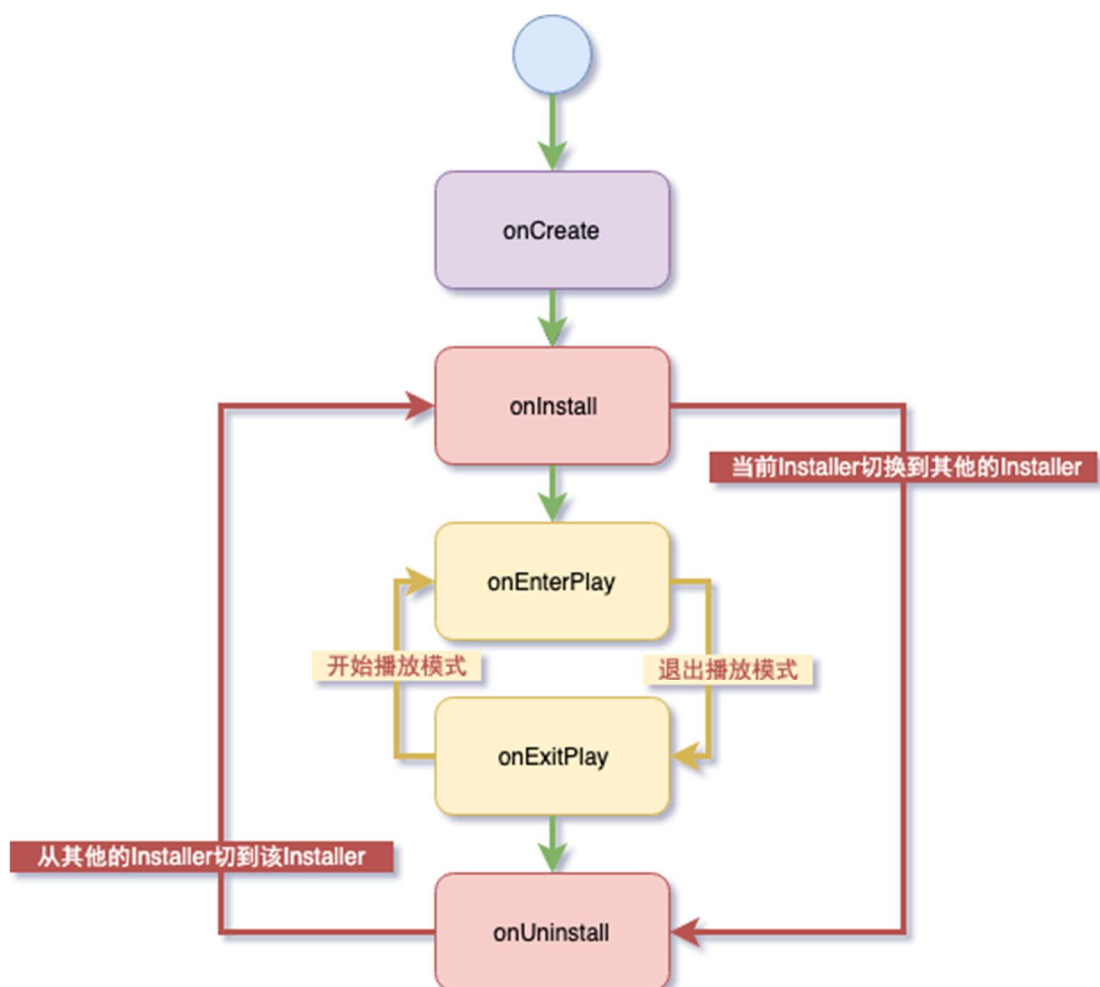 onCreate
onInstall
当前Installer切换到其他的Installer
onEnterPlay
开始播放模式
退出播放模式
onExitPlay
从其他的Installer切到该Installer
onUninstall